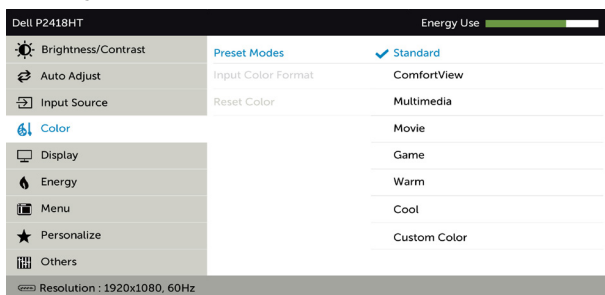 Dell P2418HT Energy Use
Brightness/Contrast Preset Modes Standard
Auto Adjust Input Color Format ComfortView
Input Source Reset Color Multimedia
Color Movie
Display Game
Energy Warm
Menu Cool
Personalize Custom Color
Others
Resolution : 1920x1080, 60Hz